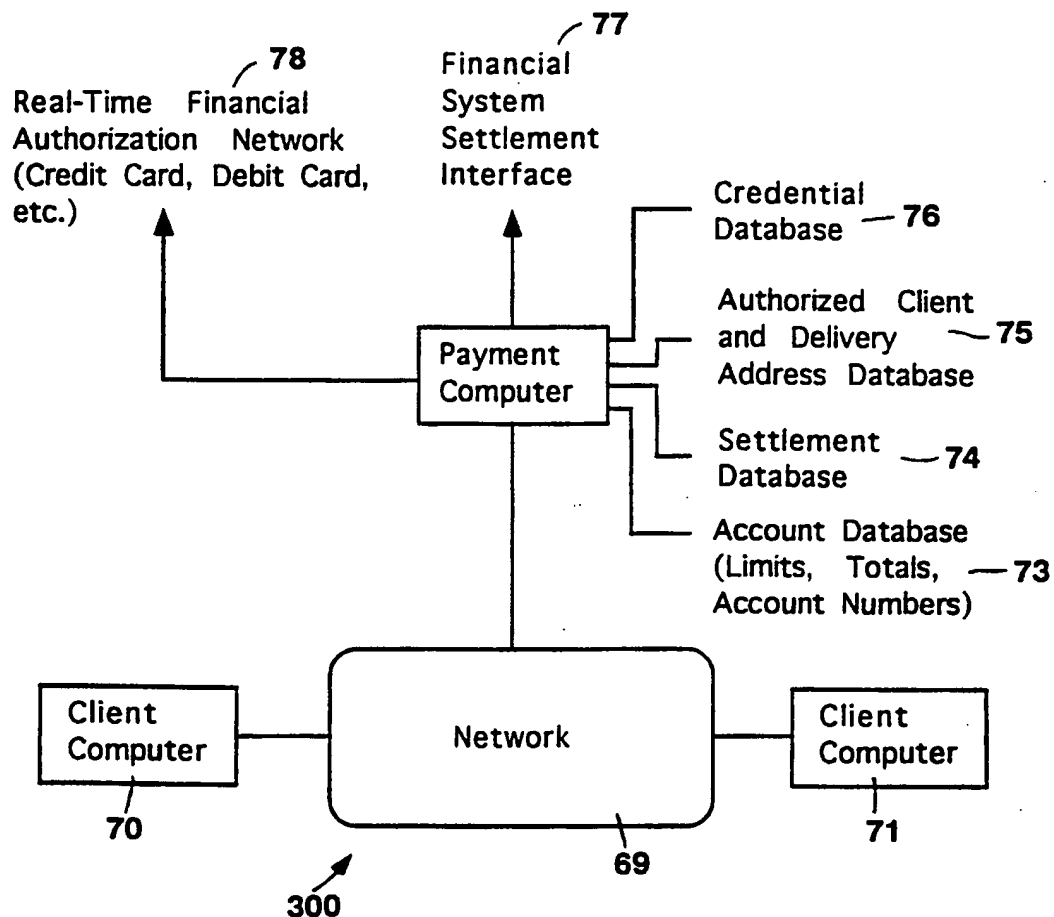 78
Real-Time Financial
Authorization Network
(Credit Card, Debit Card,
etc.)
77
Financial
System
Settlement
Interface
Credential
Database
76
Authorized Client
and Delivery
Address Database
75
Payment
Computer
Settlement
Database
74
Account Database
(Limits, Totals,
Account Numbers)
73
Client
Computer
70
Network
69
Client
Computer
71
300